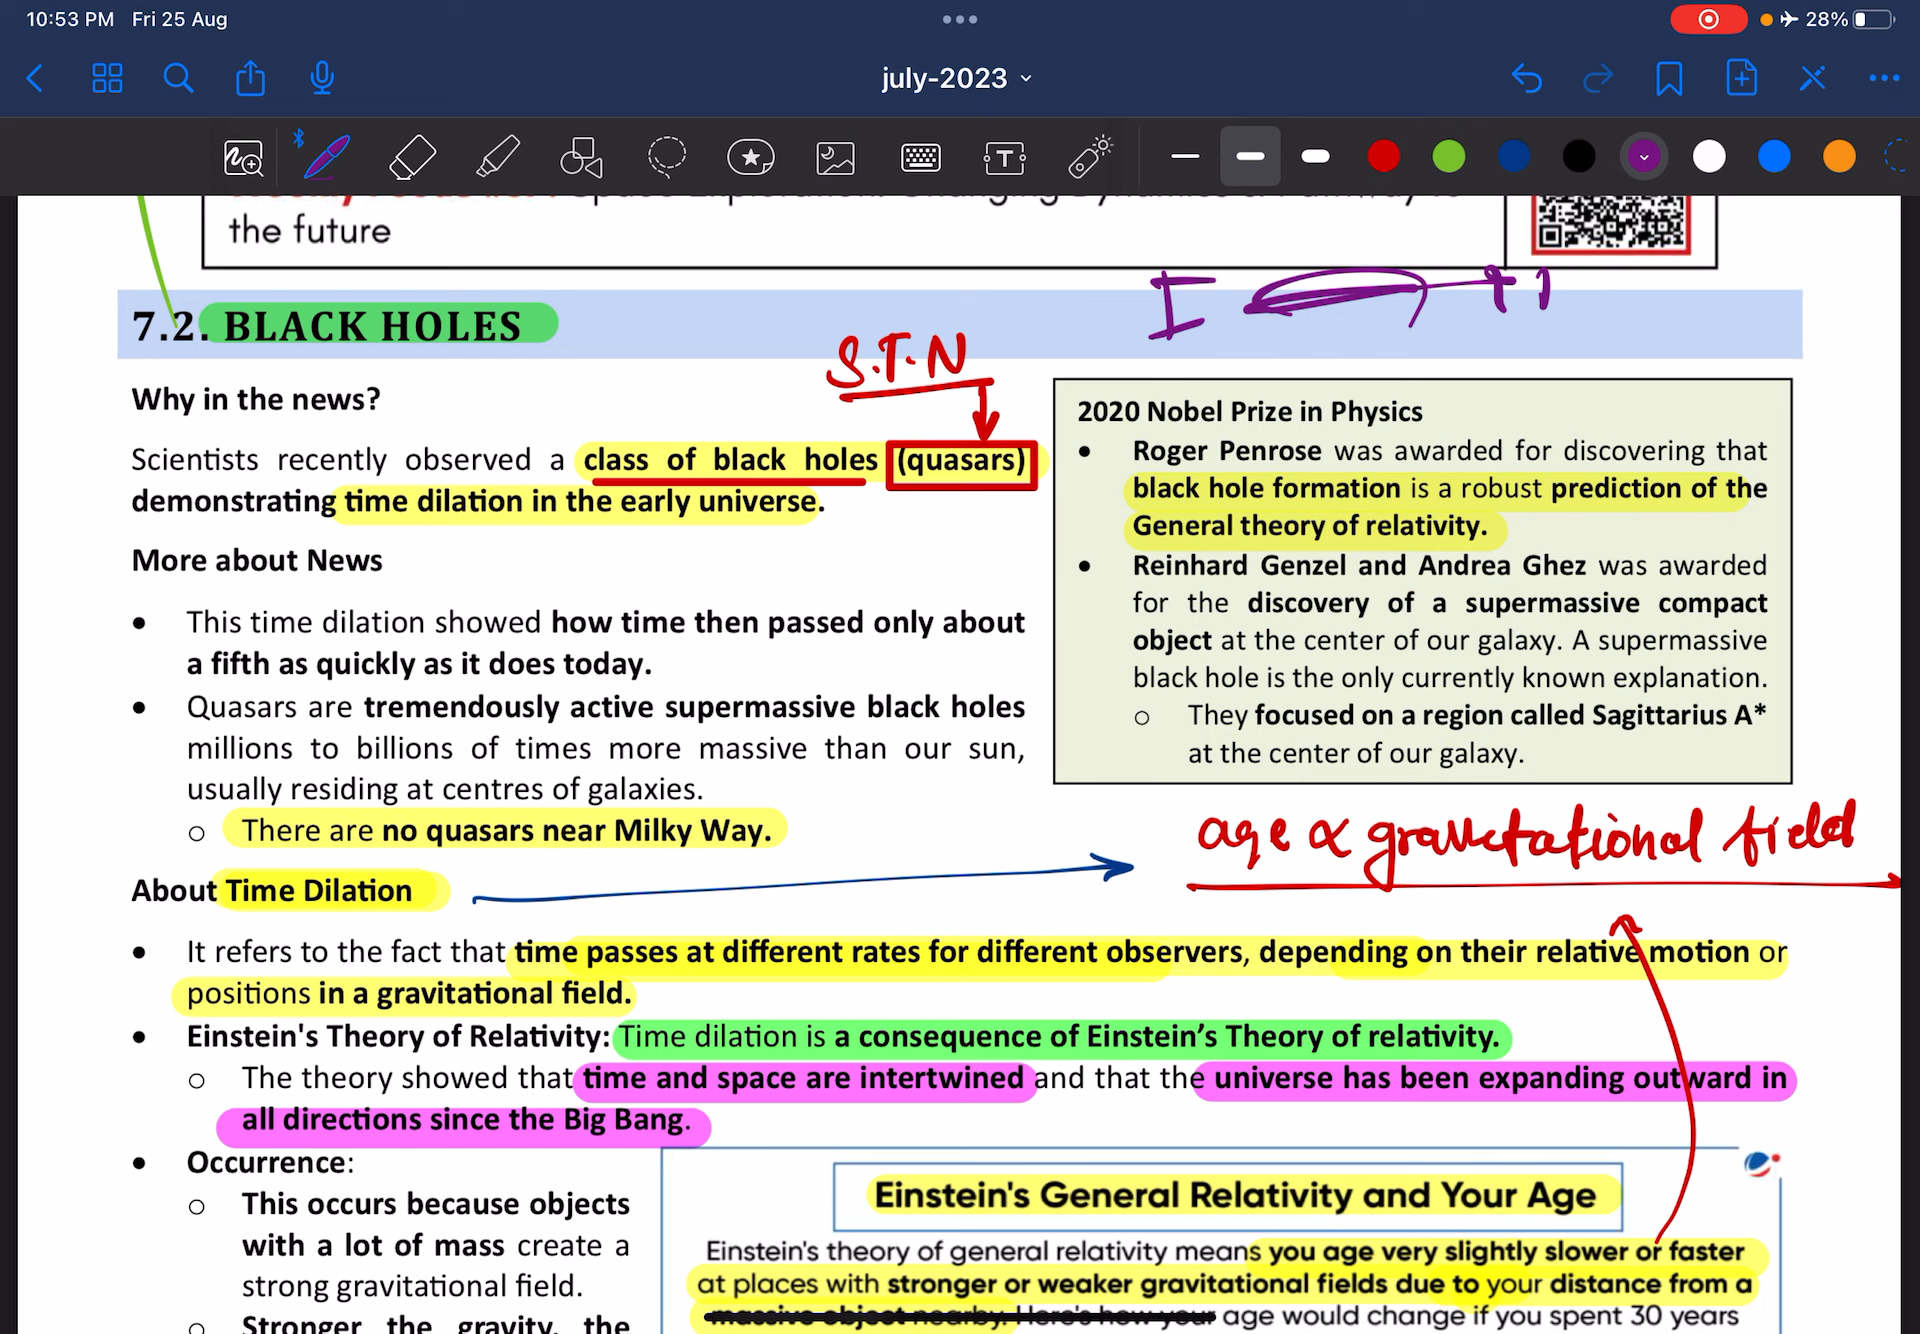 10:53 PM Fri 25 Aug
28%
july-2023
the future
7.2. BLACK HOLES
S.T.N
Why in the news?
Scientists recently observed a class of black holes (quasars)
demonstrating time dilation in the early universe.
More about News
• This time dilation showed how time then passed only about
a fifth as quickly as it does today.
• Quasars are tremendously active supermassive black holes
millions to billions of times more massive than our sun,
usually residing at centres of galaxies.
o There are no quasars near Milky Way.
2020 Nobel Prize in Physics
• Roger Penrose was awarded for discovering that
black hole formation is a robust prediction of the
General theory of relativity.
• Reinhard Genzel and Andrea Ghez was awarded
for the discovery of a supermassive compact
object at the center of our galaxy. A supermassive
black hole is the only currently known explanation.
o They focused on a region called Sagittarius A*
at the center of our galaxy.
age ∝ gravitational field
About Time Dilation
• It refers to the fact that time passes at different rates for different observers, depending on their relative motion or
positions in a gravitational field.
• Einstein's Theory of Relativity: Time dilation is a consequence of Einstein’s Theory of relativity.
o The theory showed that time and space are intertwined and that the universe has been expanding outward in
all directions since the Big Bang.
• Occurrence:
o This occurs because objects
with a lot of mass create a
strong gravitational field.
o Stronger the gravity, the
Einstein's General Relativity and Your Age
Einstein's theory of general relativity means you age very slightly slower or faster
at places with stronger or weaker gravitational fields due to your distance from a
massive object nearby. Here's how your age would change if you spent 30 years